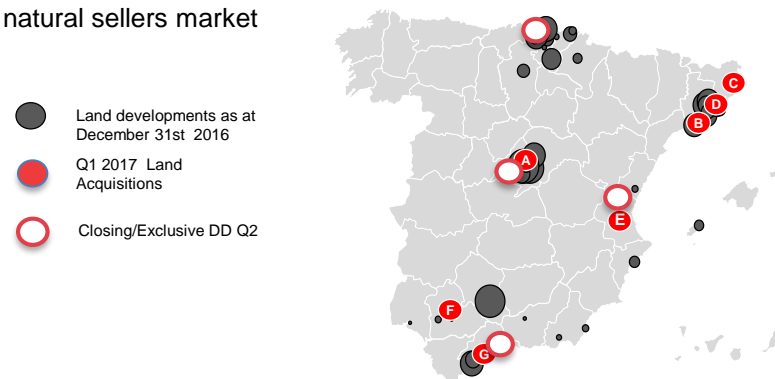 natural sellers market
Land developments as at
December 31st 2016
Q1 2017 Land
Acquisitions
Closing/Exclusive DD Q2
C
D
B
A
E
F
G